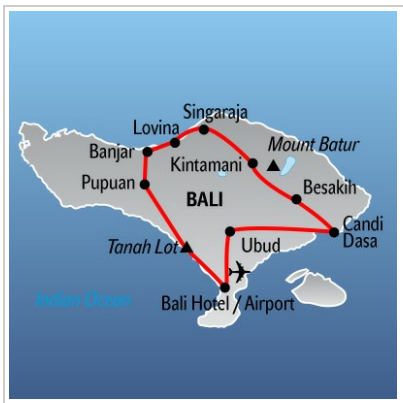 Singaraja
Lovina
Banjar
Mount Batur
Kintamani
Pupuan
Besakih
BALI
Candi
Dasa
Tanah Lot
Ubud
Indian Ocean
Bali Hotel / Airport